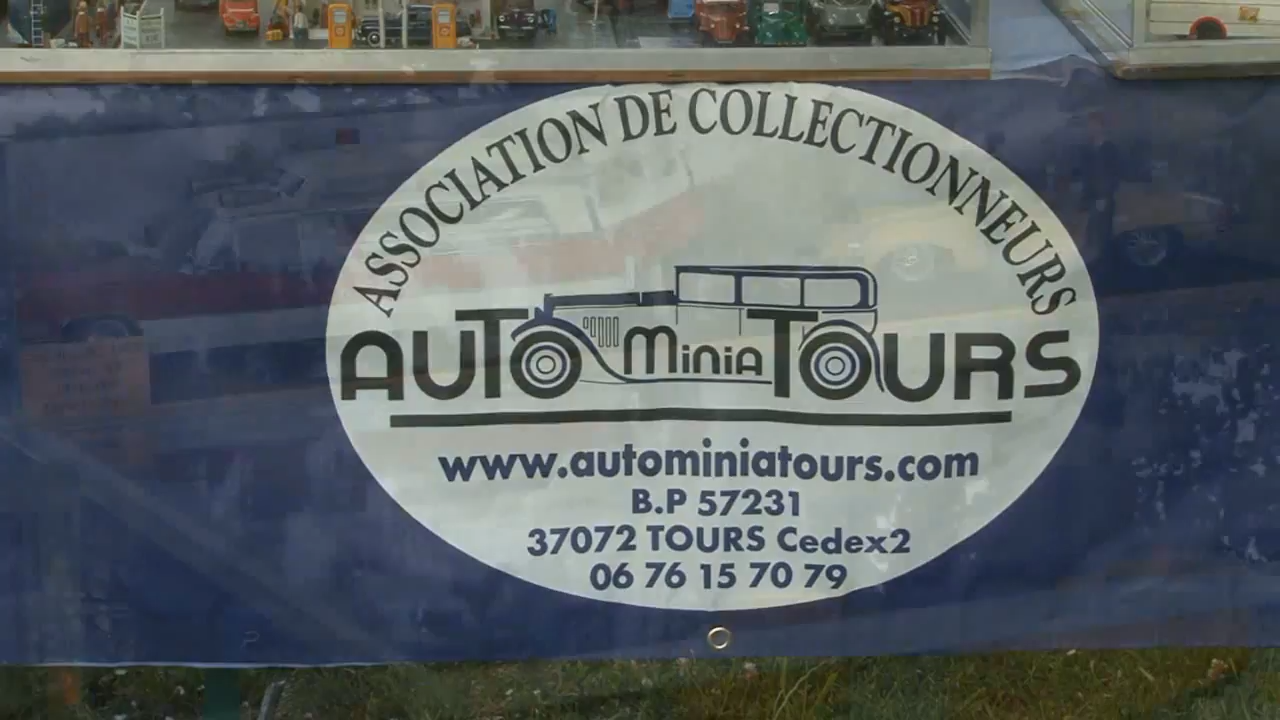 ASSOCIATION DE COLLECTIONNEURS
AUTO MiniA TOURS
www.autominiatours.com
B.P 57231
37072 TOURS Cedex2
06 76 15 70 79